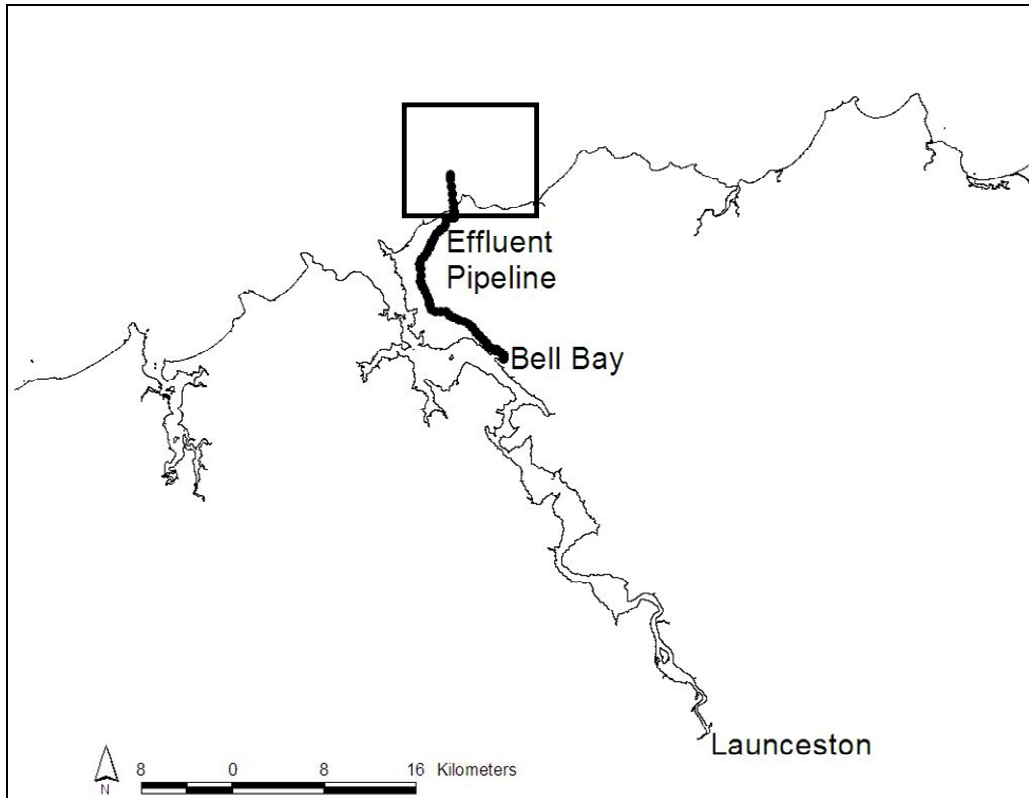 Effluent
Pipeline
Bell Bay
Launceston
8 0 8 16 Kilometers
N